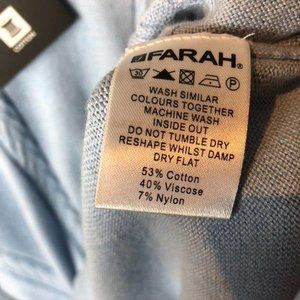 COTTON
FARAH
WASH SIMILAR
COLOURS TOGETHER
MACHINE WASH
INSIDE OUT
DO NOT TUMBLE DRY
RESHAPE WHILST DAMP
DRY FLAT
53% Cotton
40% Viscose
7% Nylon